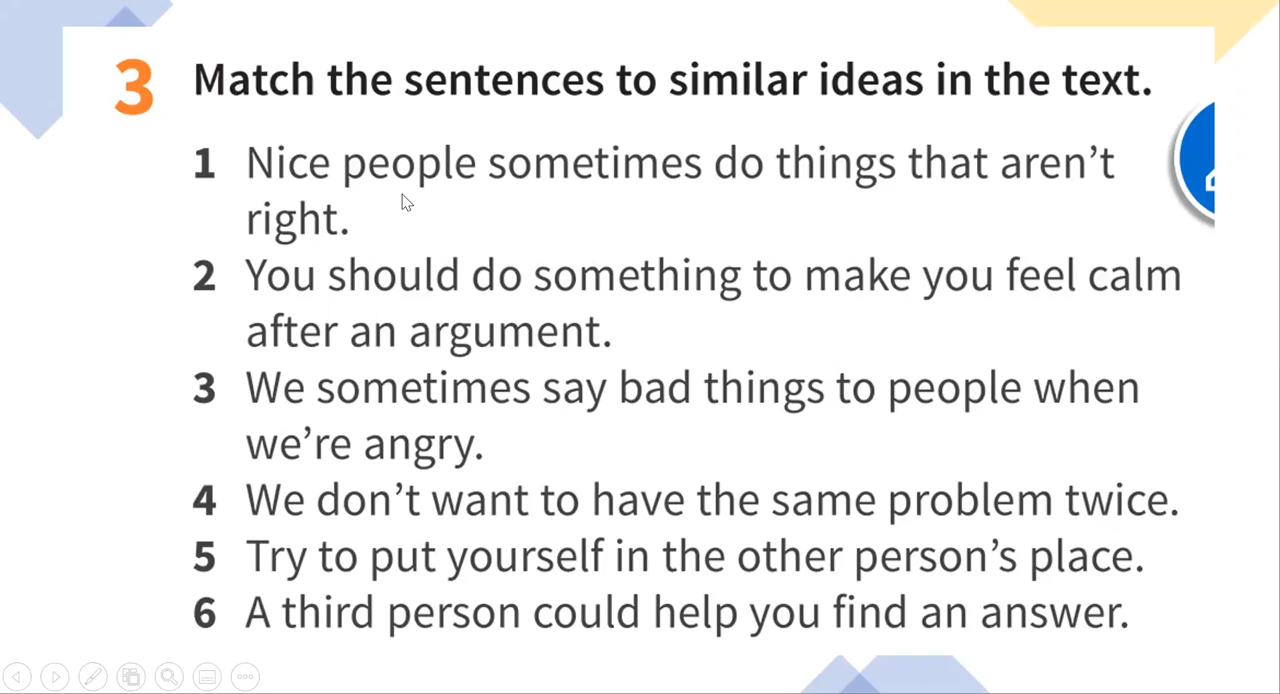 3 Match the sentences to similar ideas in the text.
1 Nice people sometimes do things that aren’t
right.
2 You should do something to make you feel calm
after an argument.
3 We sometimes say bad things to people when
we’re angry.
4 We don’t want to have the same problem twice.
5 Try to put yourself in the other person’s place.
6 A third person could help you find an answer.